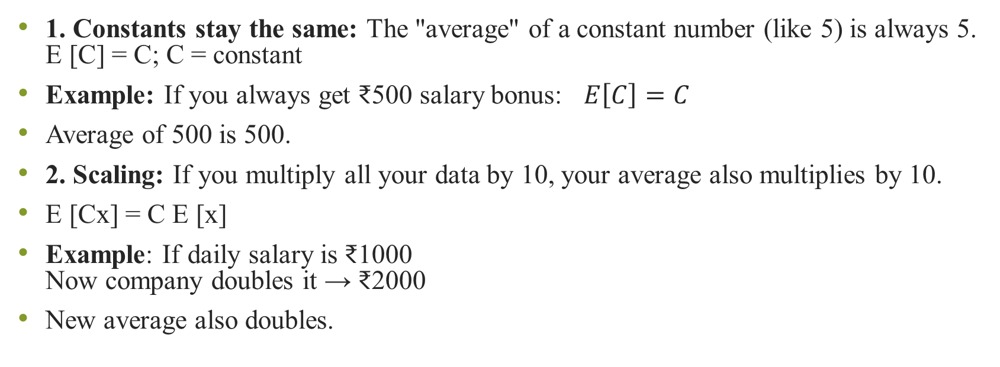 • 1. Constants stay the same: The "average" of a constant number (like 5) is always 5.
E [C] = C; C = constant
• Example: If you always get ₹500 salary bonus: E[C] = C
• Average of 500 is 500.
• 2. Scaling: If you multiply all your data by 10, your average also multiplies by 10.
• E [Cx] = C E [x]
• Example: If daily salary is ₹1000
Now company doubles it → ₹2000
• New average also doubles.